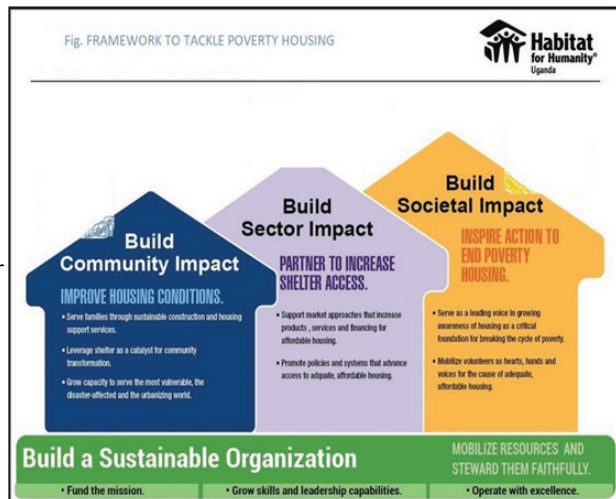 Fig. FRAMEWORK TO TACKLE POVERTY HOUSING
Habitat
for Humanity®
Uganda
Build
Community Impact
IMPROVE HOUSING CONDITIONS.
• Serve families through sustainable construction and housing
support services.
• Leverage shelter as a catalyst for community
transformation.
• Grow capacity to serve the most vulnerable, the
disaster-affected and the urbanizing world.
Build
Sector Impact
PARTNER TO INCREASE
SHELTER ACCESS.
• Support market approaches that increase
products , services and financing for
affordable housing.
• Promote policies and systems that advance
access to adquate, affordable housing.
Build
Societal Impact
INSPIRE ACTION TO
END POVERTY
HOUSING.
• Serve as a leading voice in growing
awareness of housing as a critical
foundation for breaking the cycle of poverty.
• Mobilize volunteers as hearts, hands and
voices for the cause of adequate,
affordable housing.
Build a Sustainable Organization
MOBILIZE RESOURCES AND
STEWARD THEM FAITHFULLY.
• Fund the mission.
• Grow skills and leadership capabilities.
• Operate with excellence.